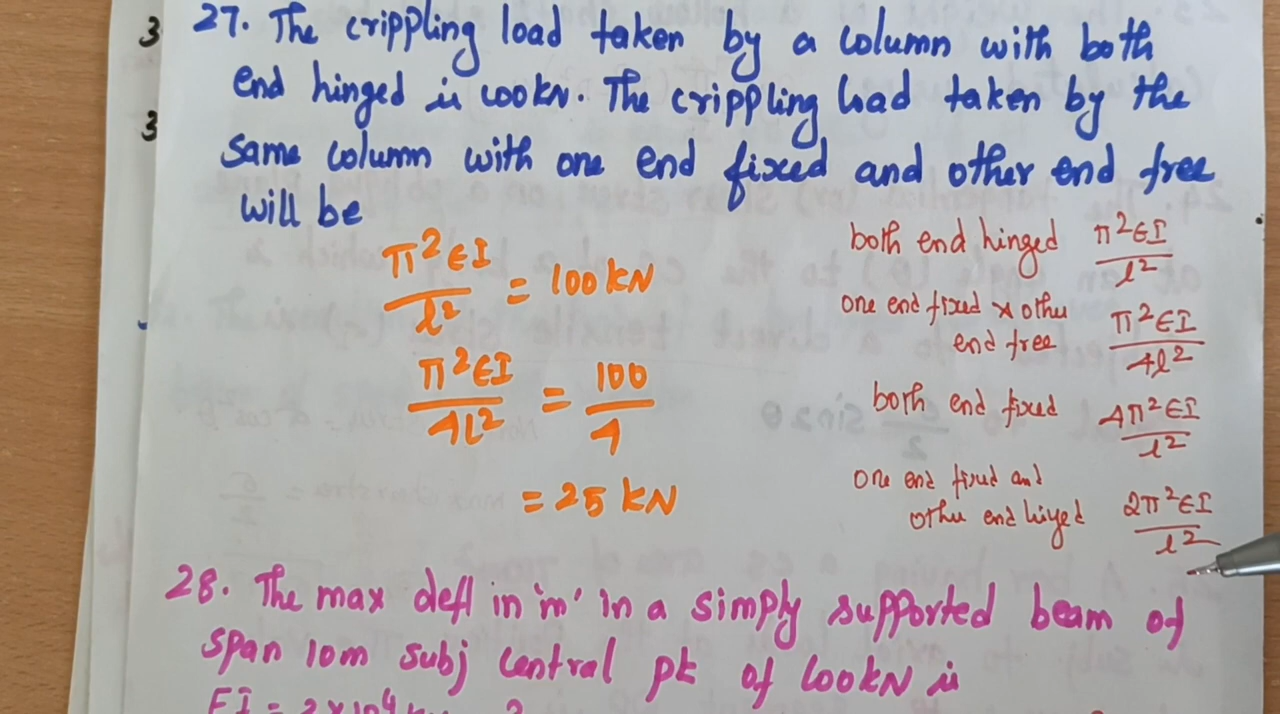 3
27. The crippling load taken by a column with both
end hinged is 100kN. The crippling load taken by the
3
same column with one end fixed and other end free
will be
π²EI / l² = 100 kN
π²EI / 4L² = 100 / 4
= 25 kN
both end hinged π²EI / l²
one end fixed & other
end free π²EI / 4l²
both end fixed 4π²EI / l²
one end fixed and
other end hinged 2π²EI / l²
28. The max defl in 'm' in a simply supported beam of
span 10m subj central pt of 100kN is